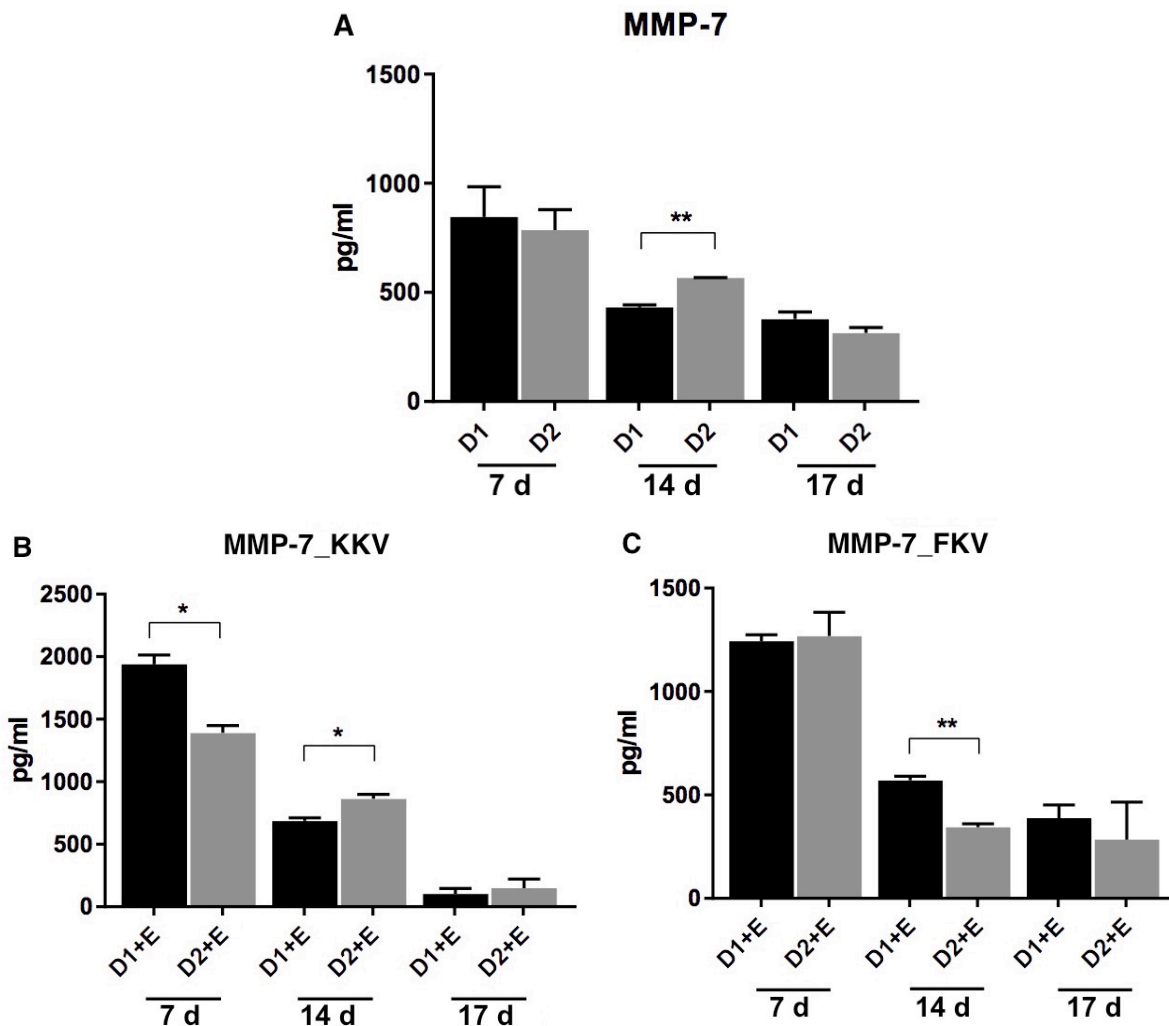 A MMP-7
1500
1000
500
0
pg/ml
**
D1 D2 D1 D2 D1 D2
7 d 14 d 17 d
B MMP-7_KKV
2500
2000
1500
1000
500
0
pg/ml
*
*
D1+E D2+E D1+E D2+E D1+E D2+E
7 d 14 d 17 d
C MMP-7_FKV
1500
1000
500
0
pg/ml
**
D1+E D2+E D1+E D2+E D1+E D2+E
7 d 14 d 17 d